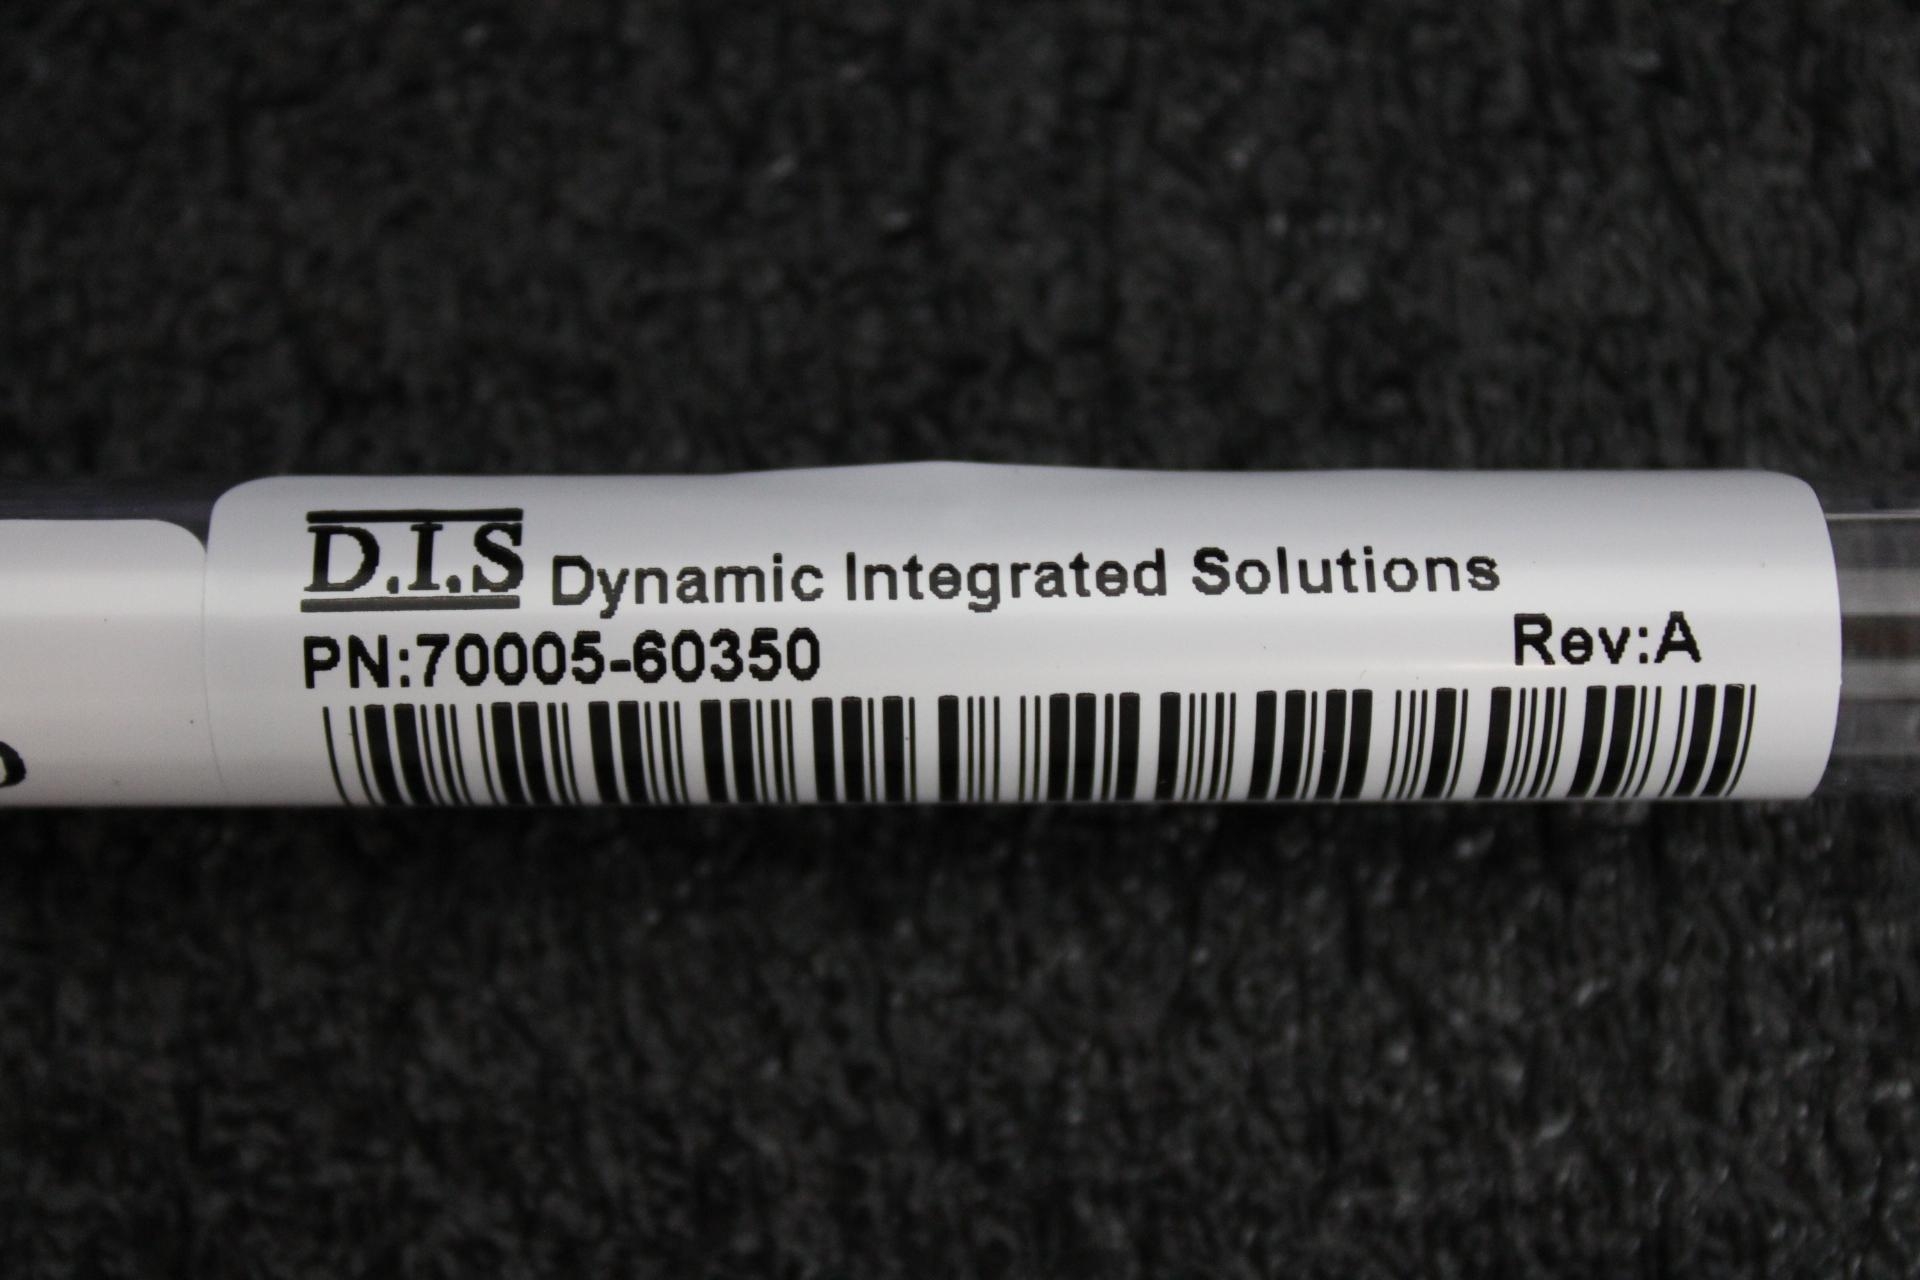 D.I.S Dynamic Integrated Solutions
PN:70005-60350 Rev:A